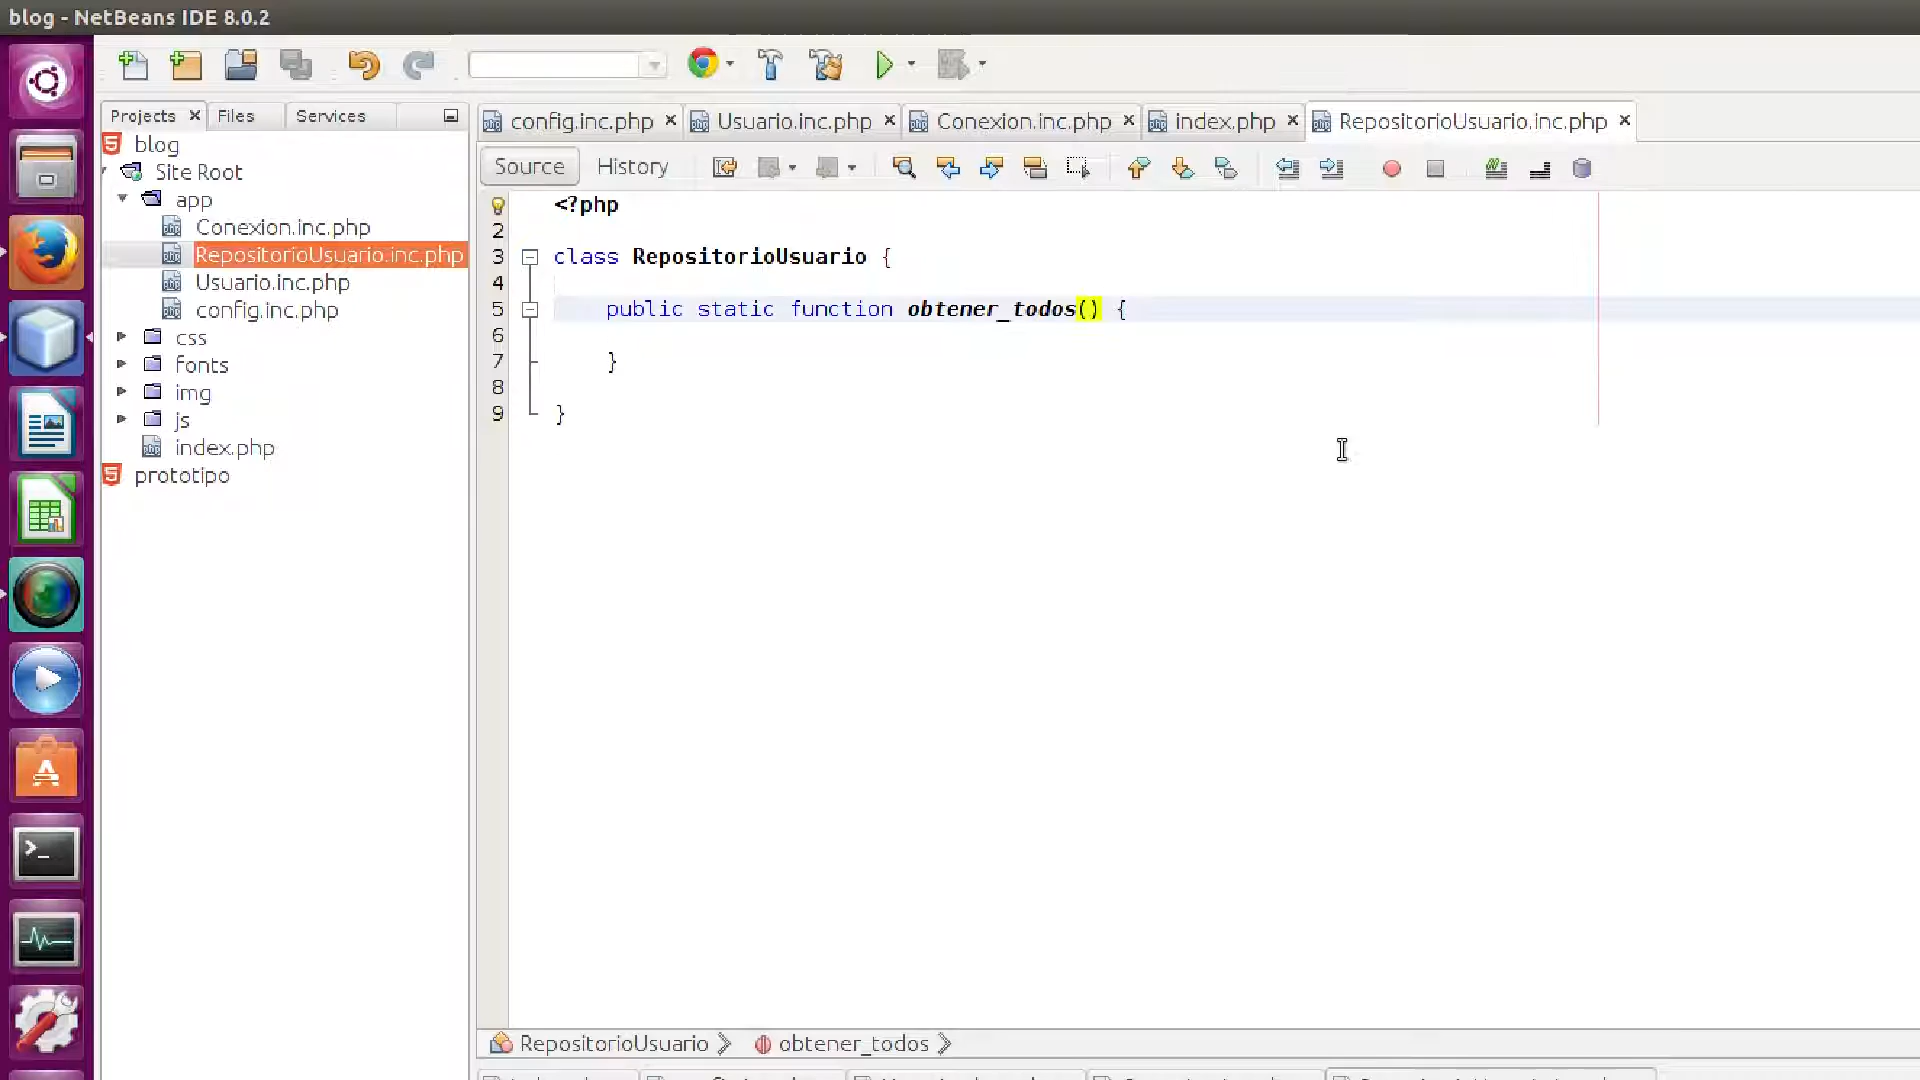 blog - NetBeans IDE 8.0.2
Projects
Files
Services
config.inc.php
Usuario.inc.php
Conexion.inc.php
index.php
RepositorioUsuario.inc.php
Source
History
blog
Site Root
app
Conexion.inc.php
RepositorioUsuario.inc.php
Usuario.inc.php
config.inc.php
css
fonts
img
js
index.php
prototipo
<?php
2
3 class RepositorioUsuario {
4
5 public static function obtener_todos() {
6
7 }
8
9 }
RepositorioUsuario
obtener_todos